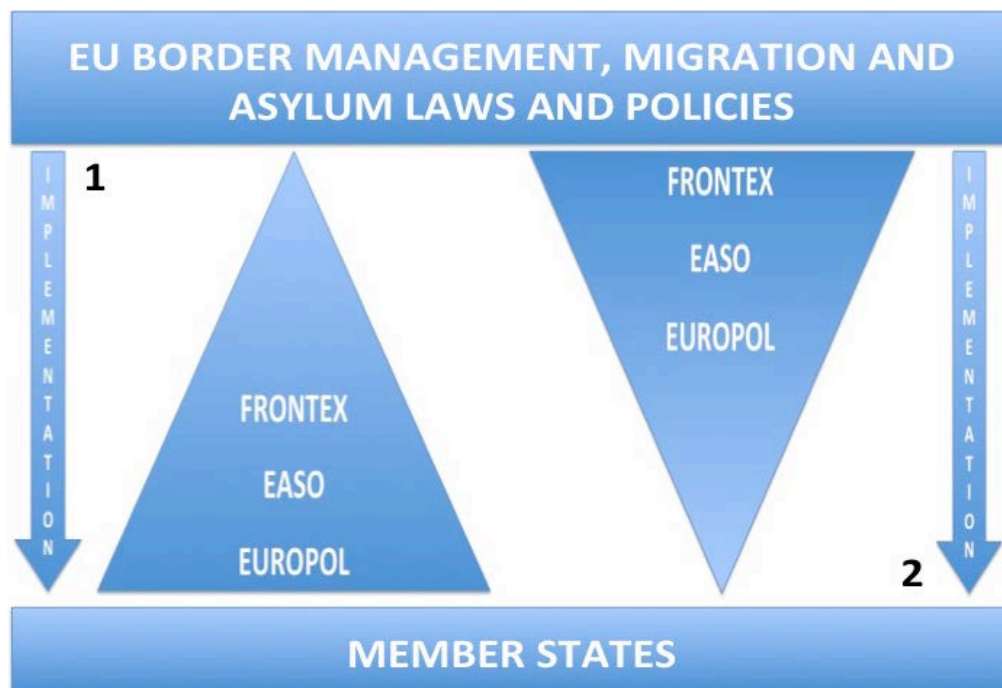 EU BORDER MANAGEMENT, MIGRATION AND
ASYLUM LAWS AND POLICIES
IMPLEMENTATION
1
FRONTEX
EASO
EUROPOL
FRONTEX
EASO
EUROPOL
2
IMPLEMENTATION
MEMBER STATES